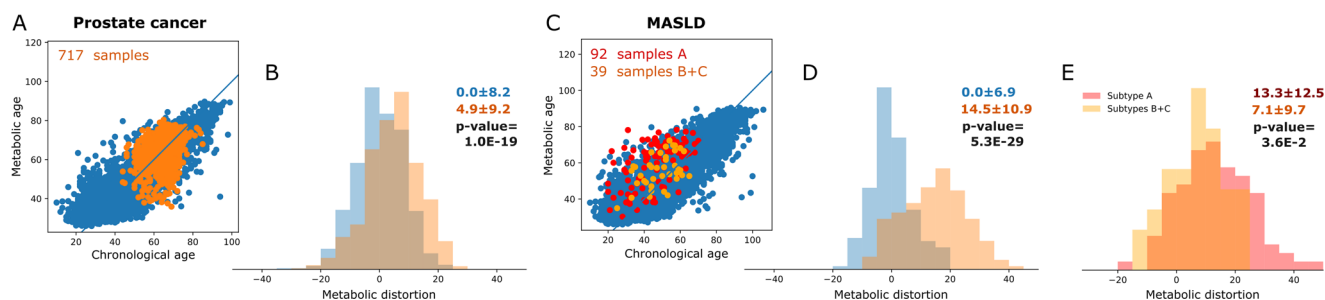 A
Prostate cancer
717 samples
120
100
80
60
40
Metabolic age
20
40
60
80
100
Chronological age
B
0.0±8.2
4.9±9.2
p-value=
1.0E-19
−40
−20
0
20
40
Metabolic distortion
C
MASLD
92 samples A
39 samples B+C
120
100
80
60
40
Metabolic age
20
40
60
80
100
Chronological age
D
0.0±6.9
14.5±10.9
p-value=
5.3E-29
−40
−20
0
20
40
Metabolic distortion
E
Subtype A
Subtypes B+C
13.3±12.5
7.1±9.7
p-value=
3.6E-2
−20
0
20
40
Metabolic distortion